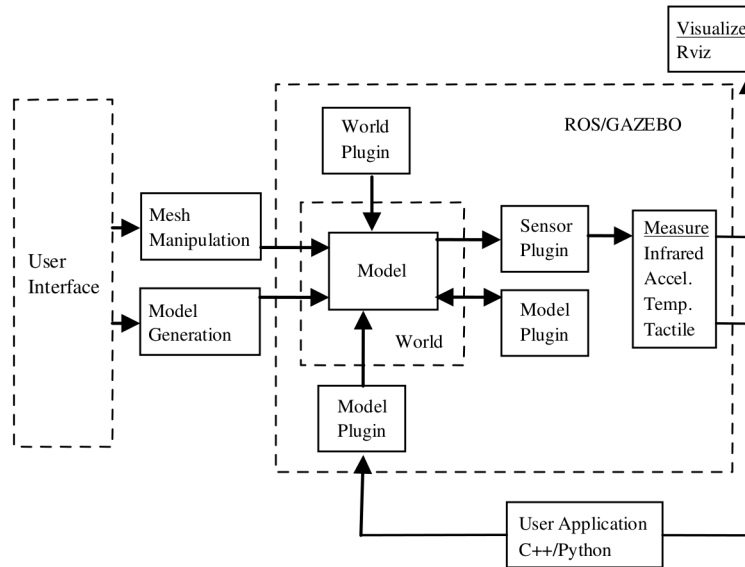 Visualize
Rviz
ROS/GAZEBO
World
Plugin
User
Interface
Mesh
Manipulation
Model
Generation
Model
World
Sensor
Plugin
Model
Plugin
Measure
Infrared
Accel.
Temp.
Tactile
Model
Plugin
User Application
C++/Python